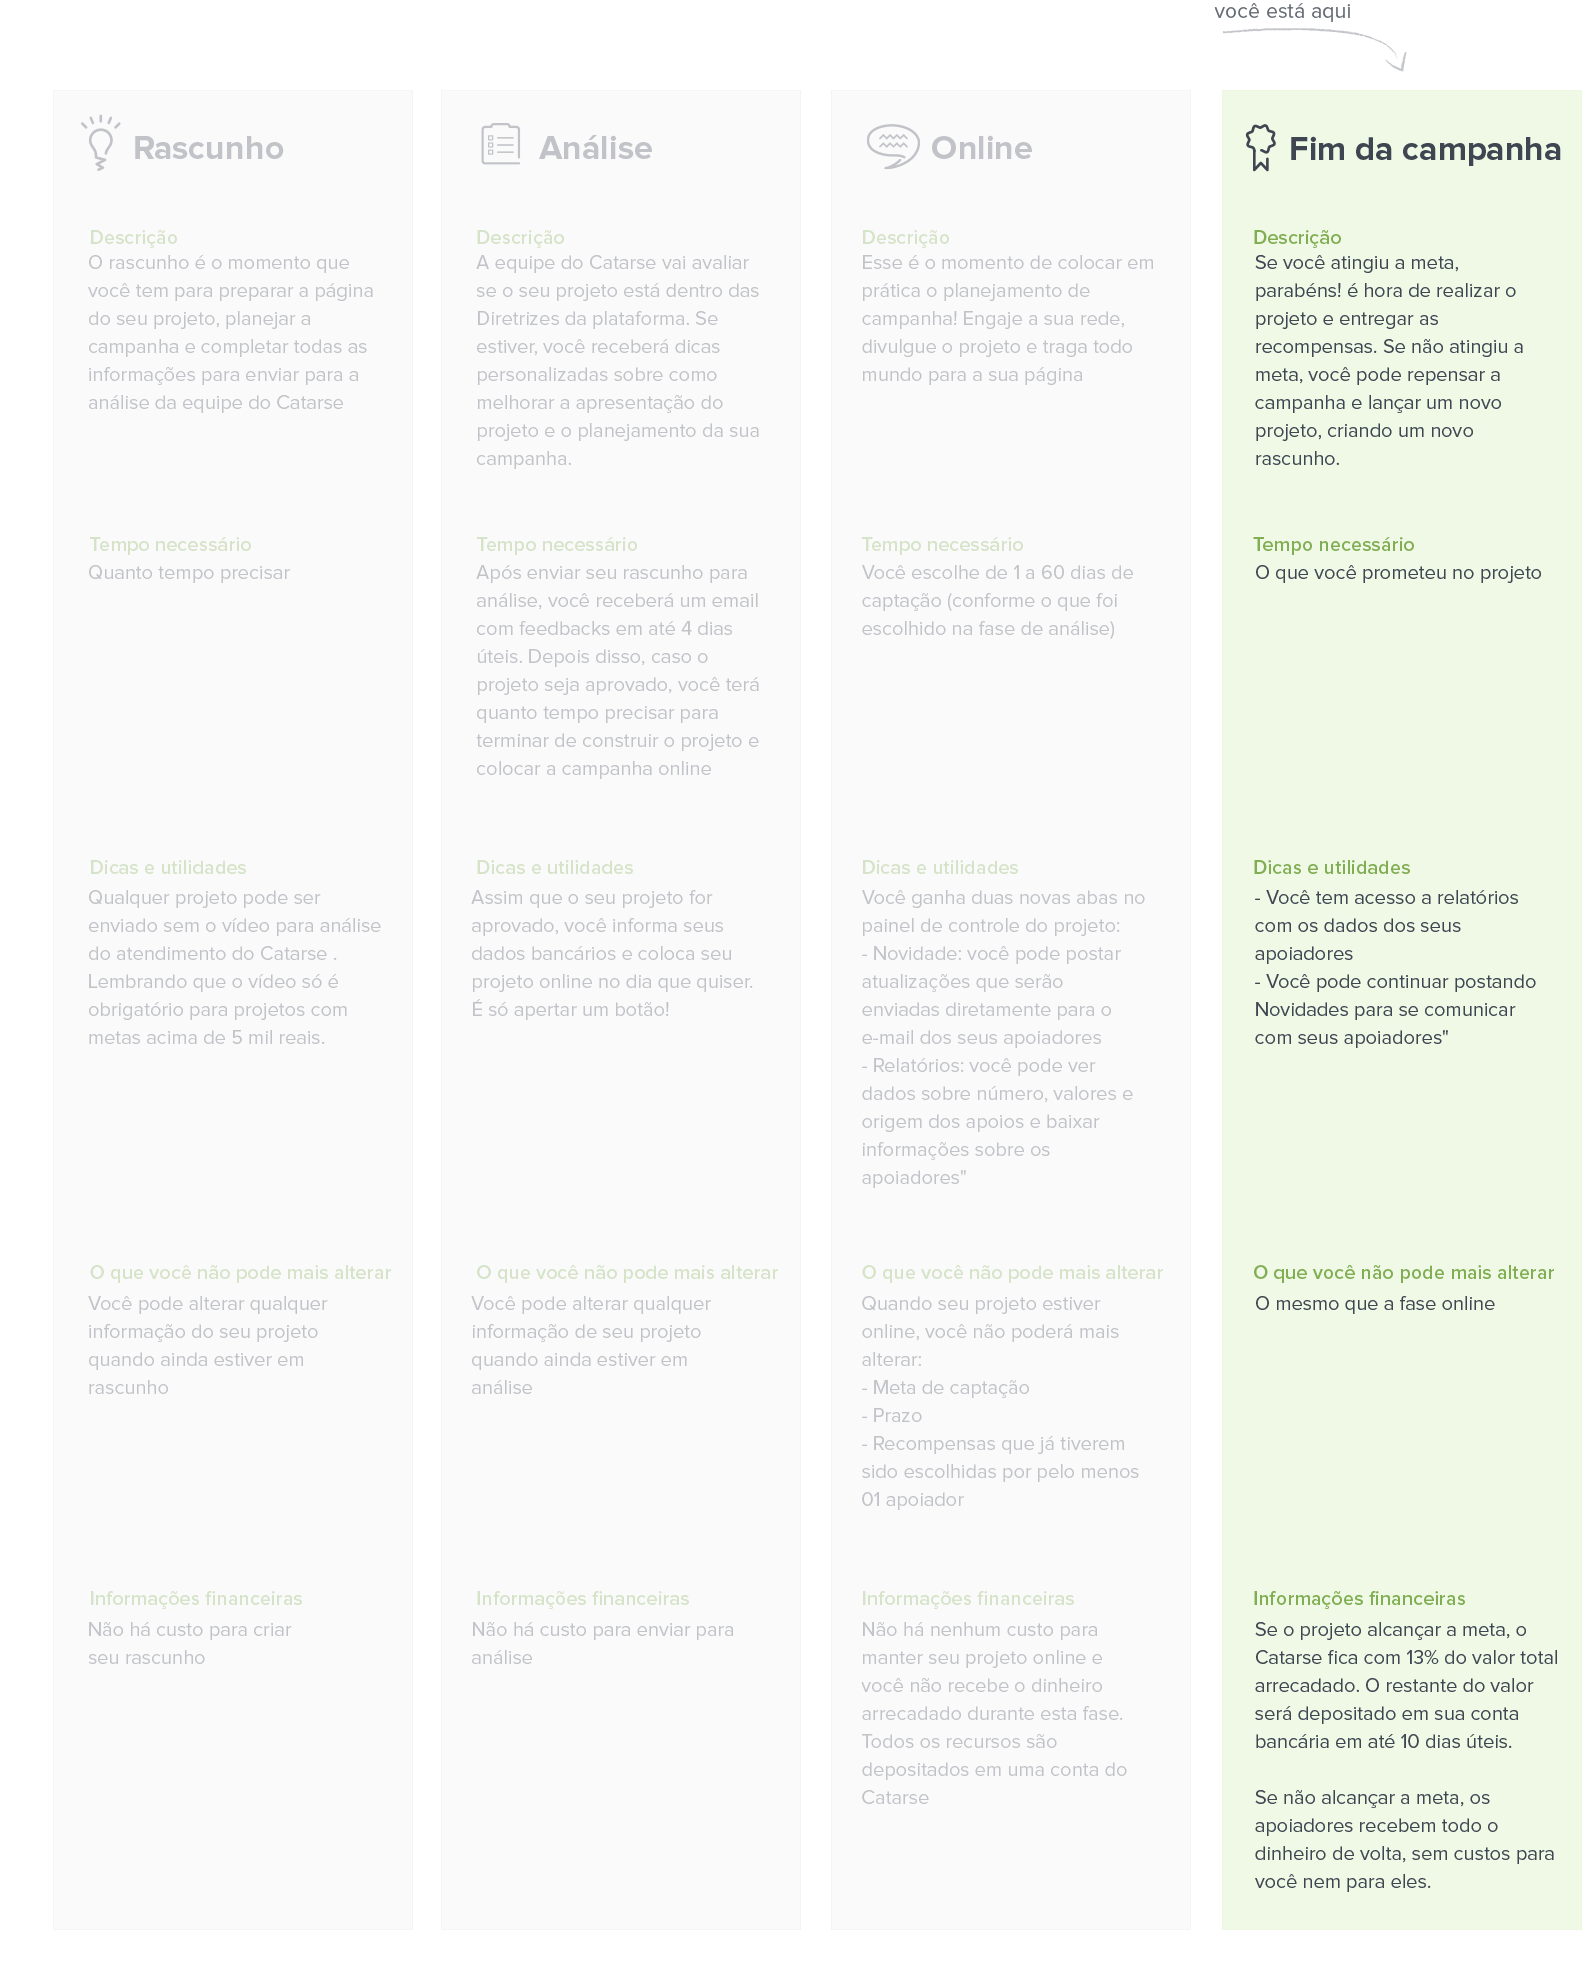 você está aqui
Rascunho
Descrição
O rascunho é o momento que
você tem para preparar a página
do seu projeto, planejar a
campanha e completar todas as
informações para enviar para a
análise da equipe do Catarse
Tempo necessário
Quanto tempo precisar
Dicas e utilidades
Qualquer projeto pode ser
enviado sem o vídeo para análise
do atendimento do Catarse .
Lembrando que o vídeo só é
obrigatório para projetos com
metas acima de 5 mil reais.
O que você não pode mais alterar
Você pode alterar qualquer
informação do seu projeto
quando ainda estiver em
rascunho
Informações financeiras
Não há custo para criar
seu rascunho
Análise
Descrição
A equipe do Catarse vai avaliar
se o seu projeto está dentro das
Diretrizes da plataforma. Se
estiver, você receberá dicas
personalizadas sobre como
melhorar a apresentação do
projeto e o planejamento da sua
campanha.
Tempo necessário
Após enviar seu rascunho para
análise, você receberá um email
com feedbacks em até 4 dias
úteis. Depois disso, caso o
projeto seja aprovado, você terá
quanto tempo precisar para
terminar de construir o projeto e
colocar a campanha online
Dicas e utilidades
Assim que o seu projeto for
aprovado, você informa seus
dados bancários e coloca seu
projeto online no dia que quiser.
É só apertar um botão!
O que você não pode mais alterar
Você pode alterar qualquer
informação de seu projeto
quando ainda estiver em
análise
Informações financeiras
Não há custo para enviar para
análise
Online
Descrição
Esse é o momento de colocar em
prática o planejamento de
campanha! Engaje a sua rede,
divulgue o projeto e traga todo
mundo para a sua página
Tempo necessário
Você escolhe de 1 a 60 dias de
captação (conforme o que foi
escolhido na fase de análise)
Dicas e utilidades
Você ganha duas novas abas no
painel de controle do projeto:
- Novidade: você pode postar
atualizações que serão
enviadas diretamente para o
e-mail dos seus apoiadores
- Relatórios: você pode ver
dados sobre número, valores e
origem dos apoios e baixar
informações sobre os
apoiadores"
O que você não pode mais alterar
Quando seu projeto estiver
online, você não poderá mais
alterar:
- Meta de captação
- Prazo
- Recompensas que já tiverem
sido escolhidas por pelo menos
01 apoiador
Informações financeiras
Não há nenhum custo para
manter seu projeto online e
você não recebe o dinheiro
arrecadado durante esta fase.
Todos os recursos são
depositados em uma conta do
Catarse
Fim da campanha
Descrição
Se você atingiu a meta,
parabéns! é hora de realizar o
projeto e entregar as
recompensas. Se não atingiu a
meta, você pode repensar a
campanha e lançar um novo
projeto, criando um novo
rascunho.
Tempo necessário
O que você prometeu no projeto
Dicas e utilidades
- Você tem acesso a relatórios
com os dados dos seus
apoiadores
- Você pode continuar postando
Novidades para se comunicar
com seus apoiadores"
O que você não pode mais alterar
O mesmo que a fase online
Informações financeiras
Se o projeto alcançar a meta, o
Catarse fica com 13% do valor total
arrecadado. O restante do valor
será depositado em sua conta
bancária em até 10 dias úteis.
Se não alcançar a meta, os
apoiadores recebem todo o
dinheiro de volta, sem custos para
você nem para eles.